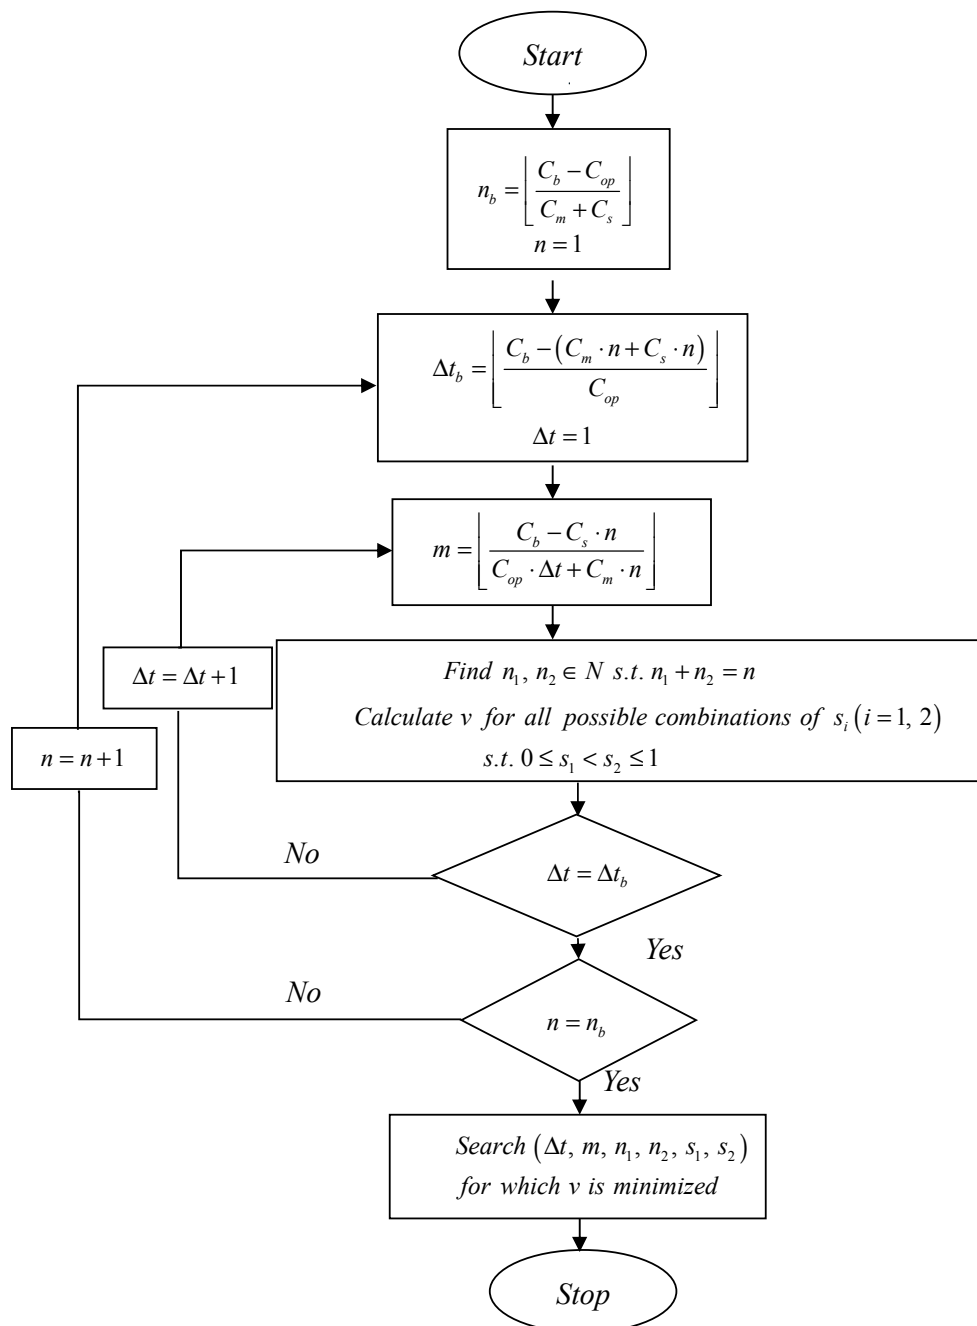 Start
n_b = ⌊(C_b − C_op) / (C_m + C_s)⌋
n = 1
Δt_b = ⌊(C_b − (C_m · n + C_s · n)) / C_op⌋
Δt = 1
m = ⌊(C_b − C_s · n) / (C_op · Δt + C_m · n)⌋
Δt = Δt + 1
Find n_1, n_2 ∈ N s.t. n_1 + n_2 = n
Calculate v for all possible combinations of s_i (i = 1, 2)
s.t. 0 ≤ s_1 < s_2 ≤ 1
n = n + 1
No
Δt = Δt_b
Yes
No
n = n_b
Yes
Search (Δt, m, n_1, n_2, s_1, s_2)
for which v is minimized
Stop